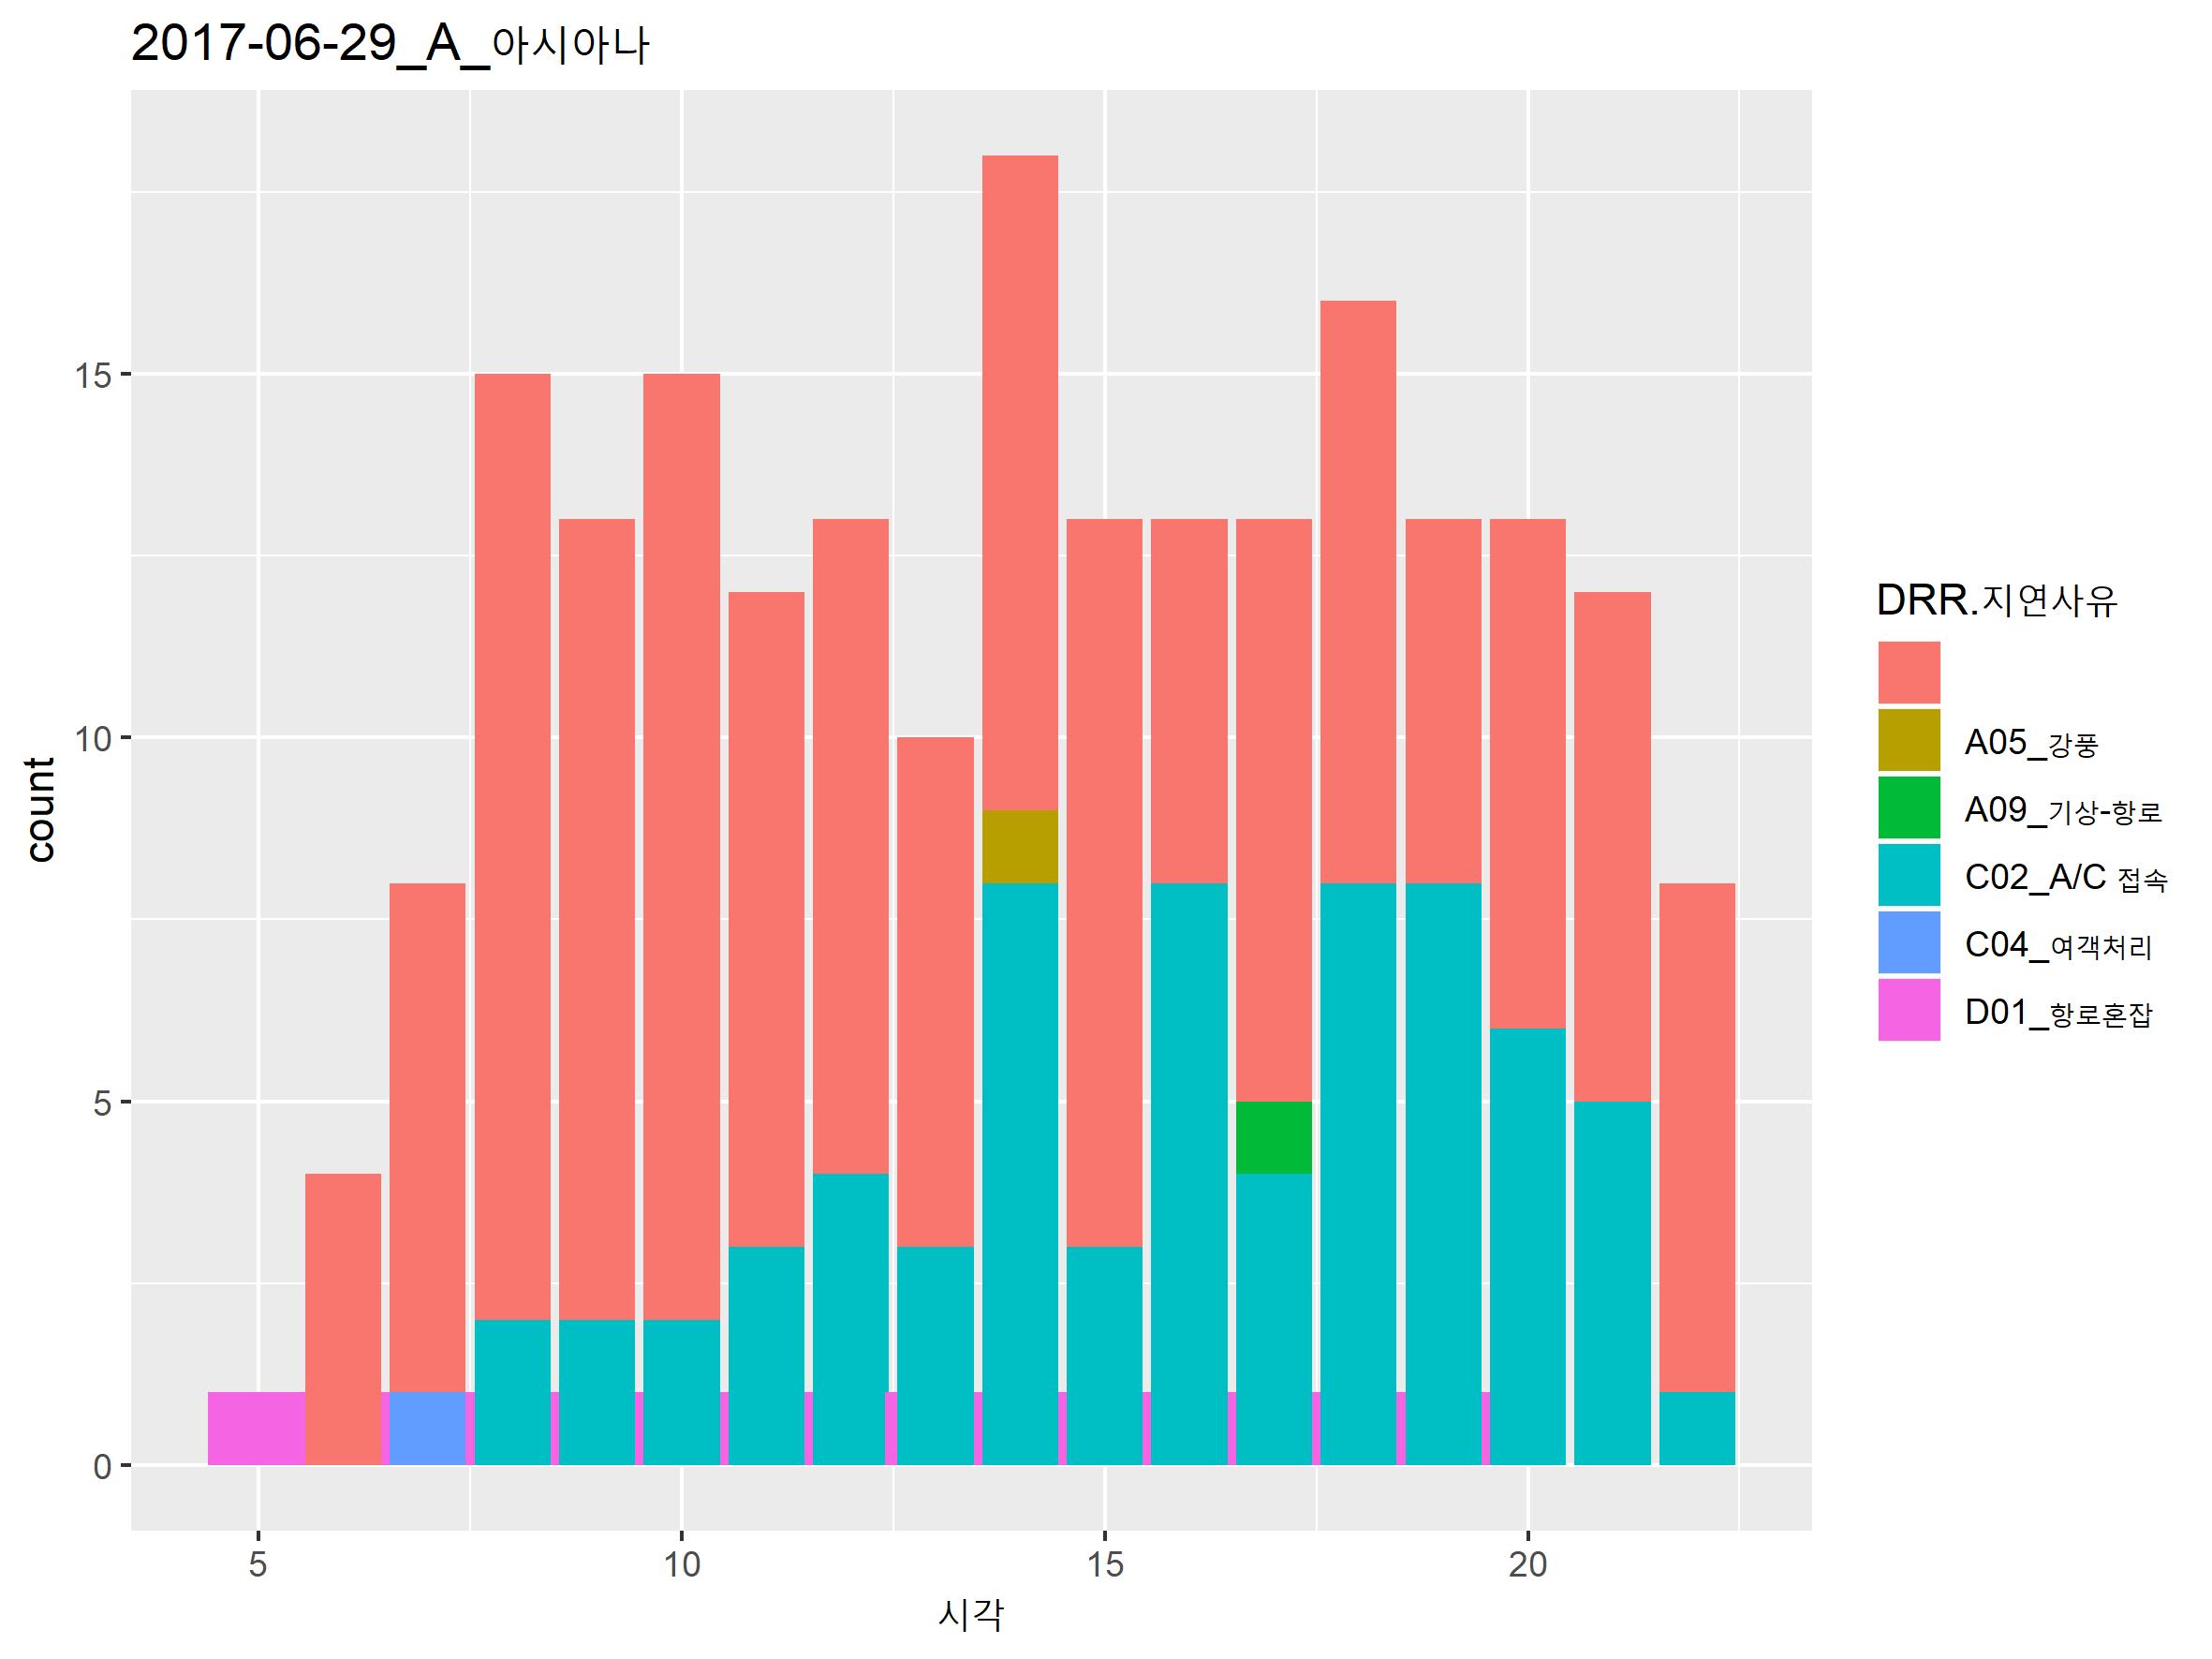 2017-06-29_A_아시아나
count
15
10
5
0
5 10 15 20
시각
DRR.지연사유
A05_강풍
A09_기상-항로
C02_A/C 접속
C04_여객처리
D01_항로혼잡